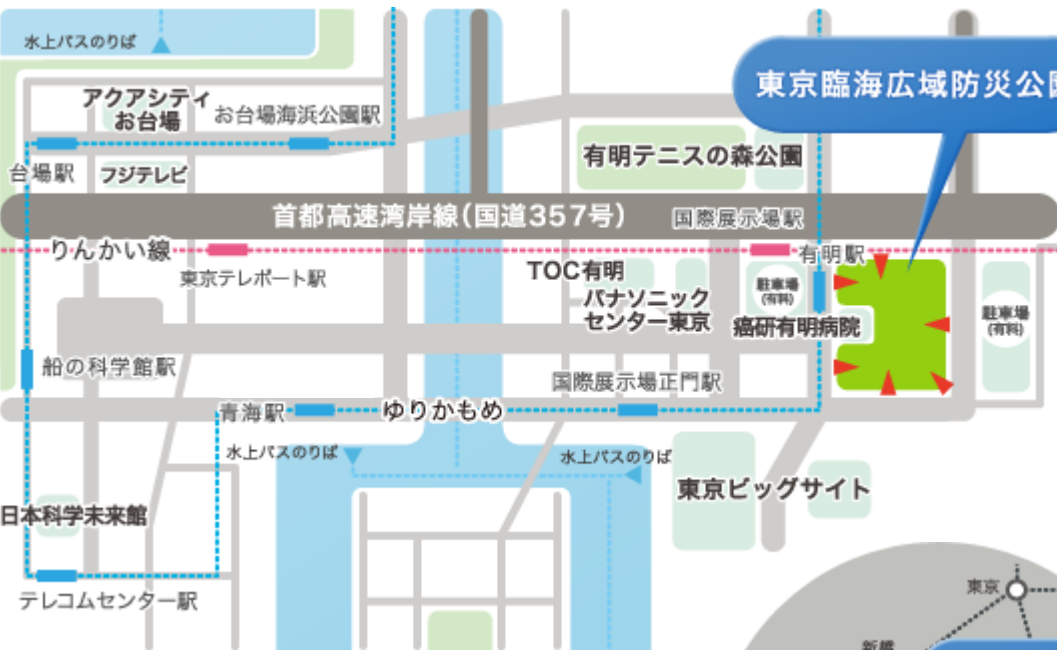 水上バスのりば
アクアシティ
お台場
お台場海浜公園駅
東京臨海広域防災公
台場駅
フジテレビ
有明テニスの森公園
首都高速湾岸線(国道357号)
国際展示場駅
りんかい線
有明駅
東京テレポート駅
TOC有明
パナソニック
センター東京
駐車場
(有料)
癌研有明病院
駐車場
(有料)
船の科学館駅
国際展示場正門駅
青海駅
ゆりかもめ
水上バスのりば
水上バスのりば
東京ビッグサイト
日本科学未来館
テレコムセンター駅
東京
新橋